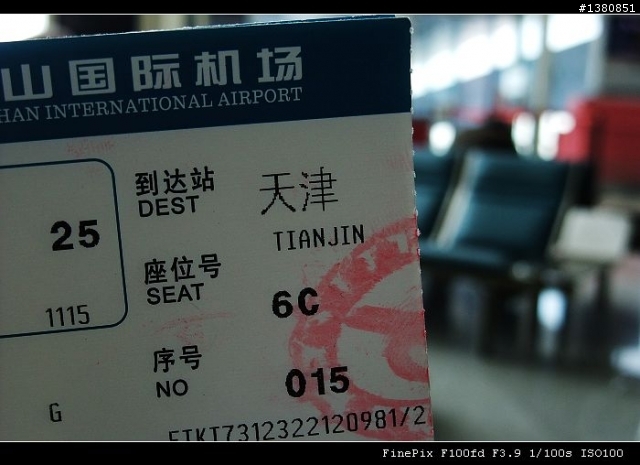 #1380851
山国际机场
HAN INTERNATIONAL AIRPORT
到达站 天津
DEST
TIANJIN
25
座位号
SEAT 6C
1115
序号
NO 015
G
ETKT7312322120981/2
FinePix F100fd F3.9 1/100s ISO100